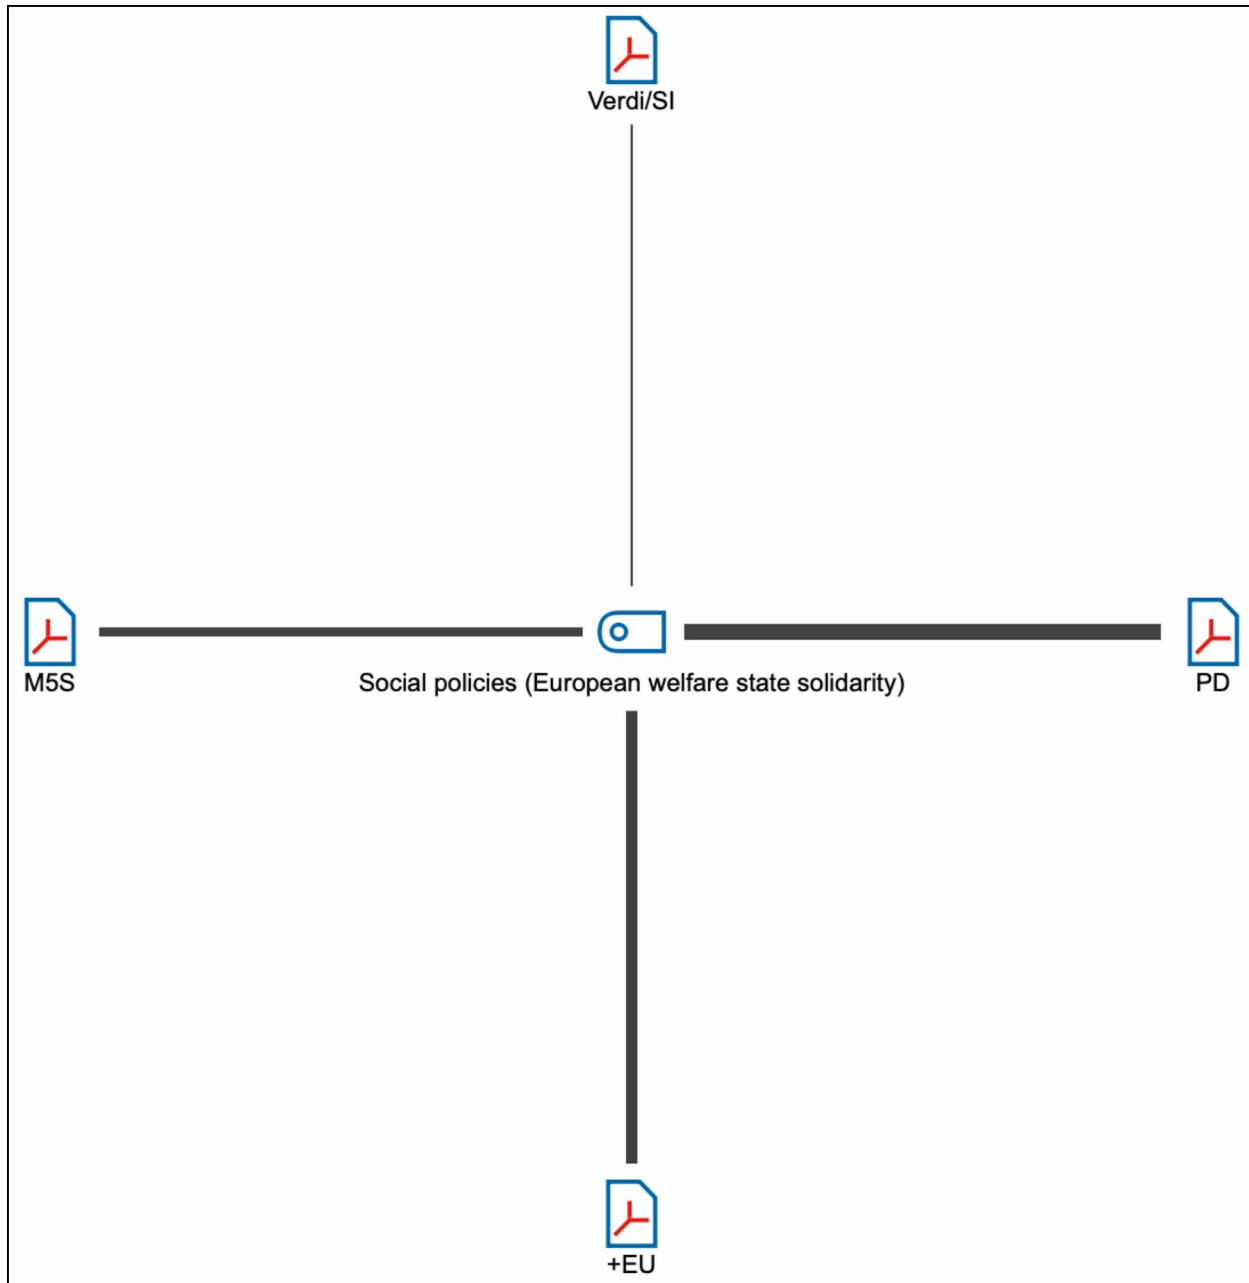 Verdi/SI
M5S
Social policies (European welfare state solidarity)
PD
+EU